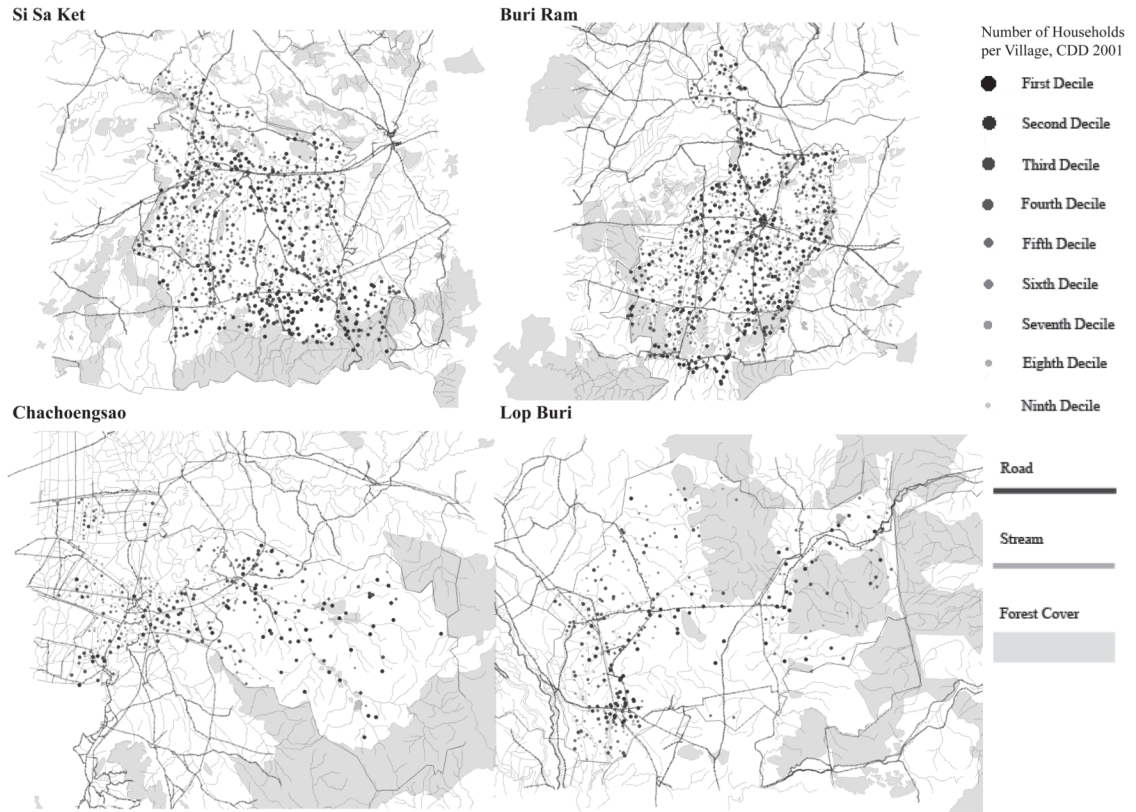 Si Sa Ket
Buri Ram
Number of Households
per Village, CDD 2001
First Decile
Second Decile
Third Decile
Fourth Decile
Fifth Decile
Sixth Decile
Seventh Decile
Eighth Decile
Ninth Decile
Chachoengsao
Lop Buri
Road
Stream
Forest Cover